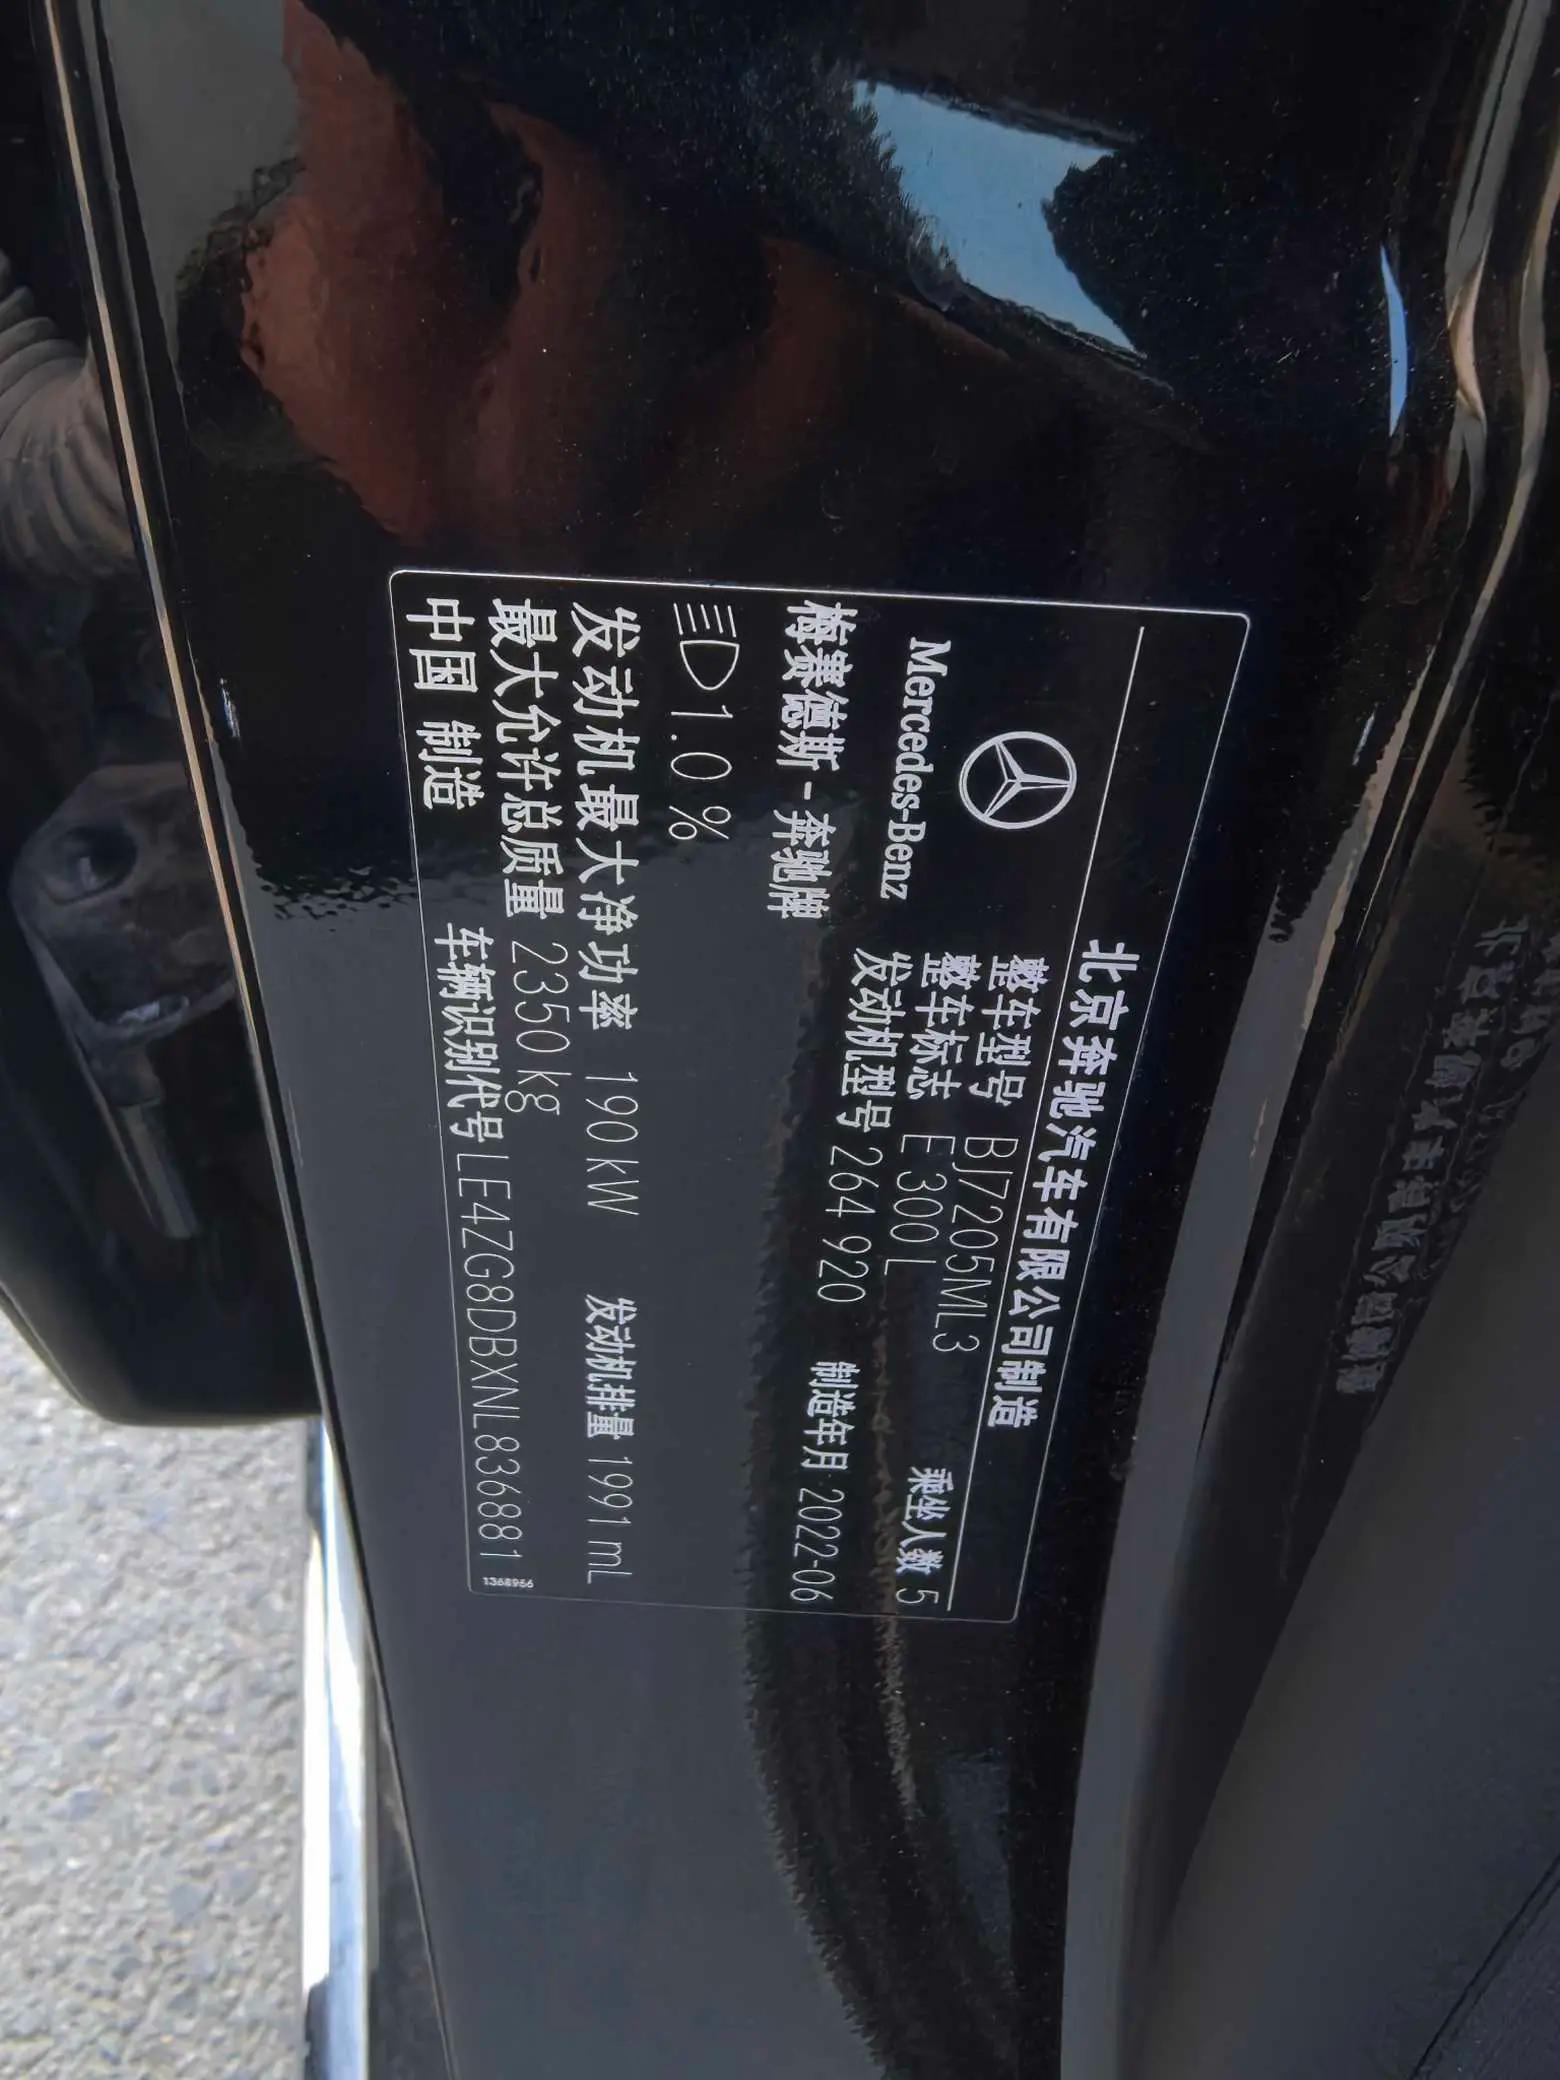 北京奔驰汽车有限公司制造
Mercedes-Benz
整车型号 BJ7205ML3
整车标志 E 300 L
乘坐人数 5
梅赛德斯-奔驰牌
发动机型号 264 920
制造年月 2022-06
1.0 %
发动机最大净功率 190 kW
发动机排量 1991 mL
最大允许总质量 2350 kg
中国 制造
车辆识别代号 LE4ZG8DBXNL836881
1368966